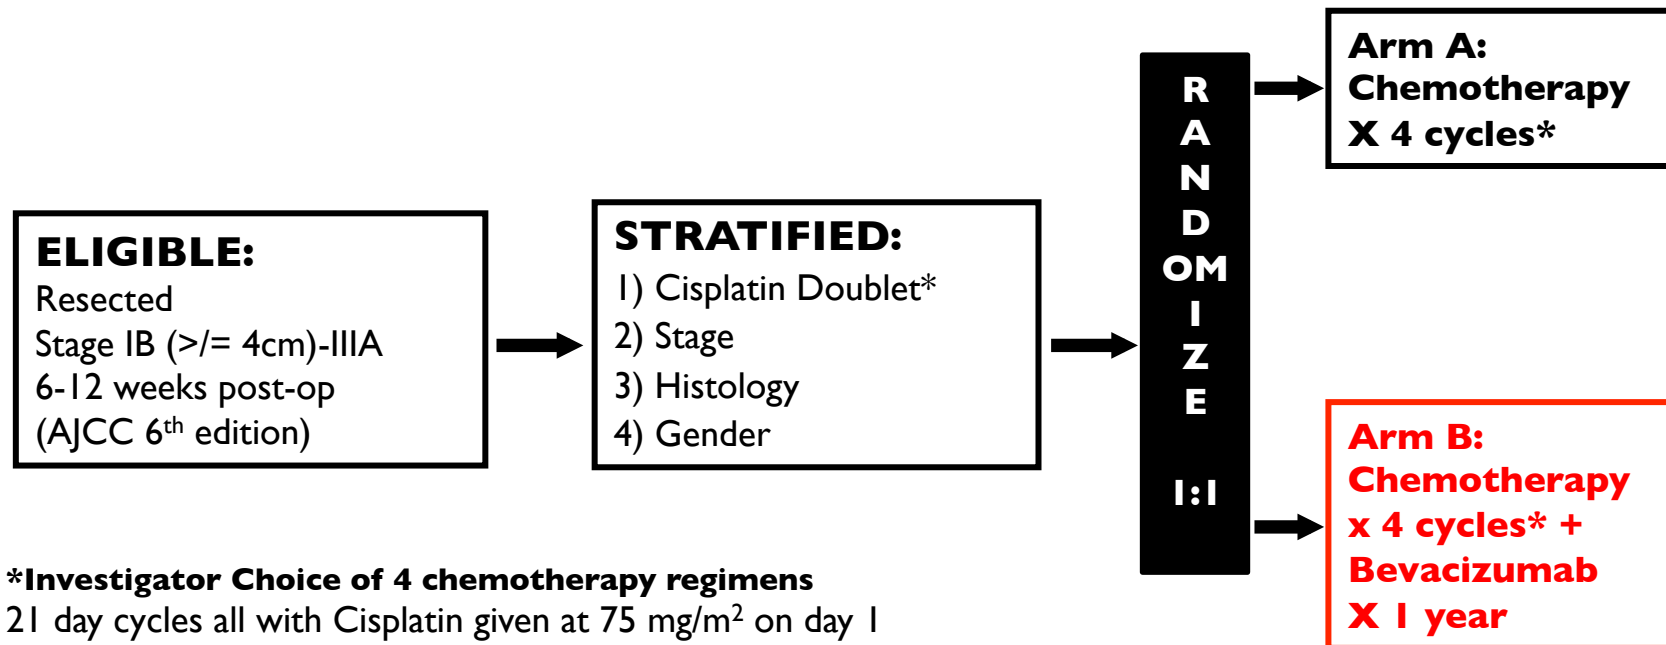 ELIGIBLE:
Resected
Stage IB (>/= 4cm)-IIIA
6-12 weeks post-op
(AJCC 6th edition)
STRATIFIED:
1) Cisplatin Doublet*
2) Stage
3) Histology
4) Gender
R
A
N
D
OM
I
Z
E
1:1
Arm A:
Chemotherapy
X 4 cycles*
Arm B:
Chemotherapy
x 4 cycles* +
Bevacizumab
X 1 year
*Investigator Choice of 4 chemotherapy regimens
21 day cycles all with Cisplatin given at 75 mg/m² on day 1